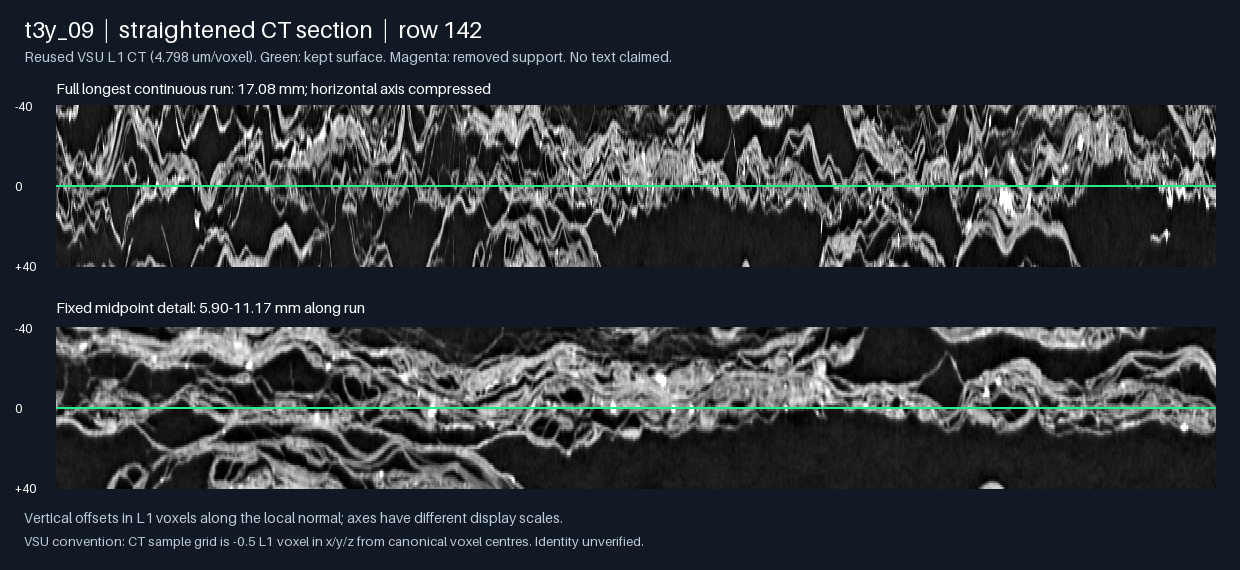 t3y_09 | straightened CT section | row 142
Reused VSU L1 CT (4.798 um/voxel). Green: kept surface. Magenta: removed support. No text claimed.
Full longest continuous run: 17.08 mm; horizontal axis compressed
-40
0
+40
Fixed midpoint detail: 5.90-11.17 mm along run
-40
0
+40
Vertical offsets in L1 voxels along the local normal; axes have different display scales.
VSU convention: CT sample grid is -0.5 L1 voxel in x/y/z from canonical voxel centres. Identity unverified.